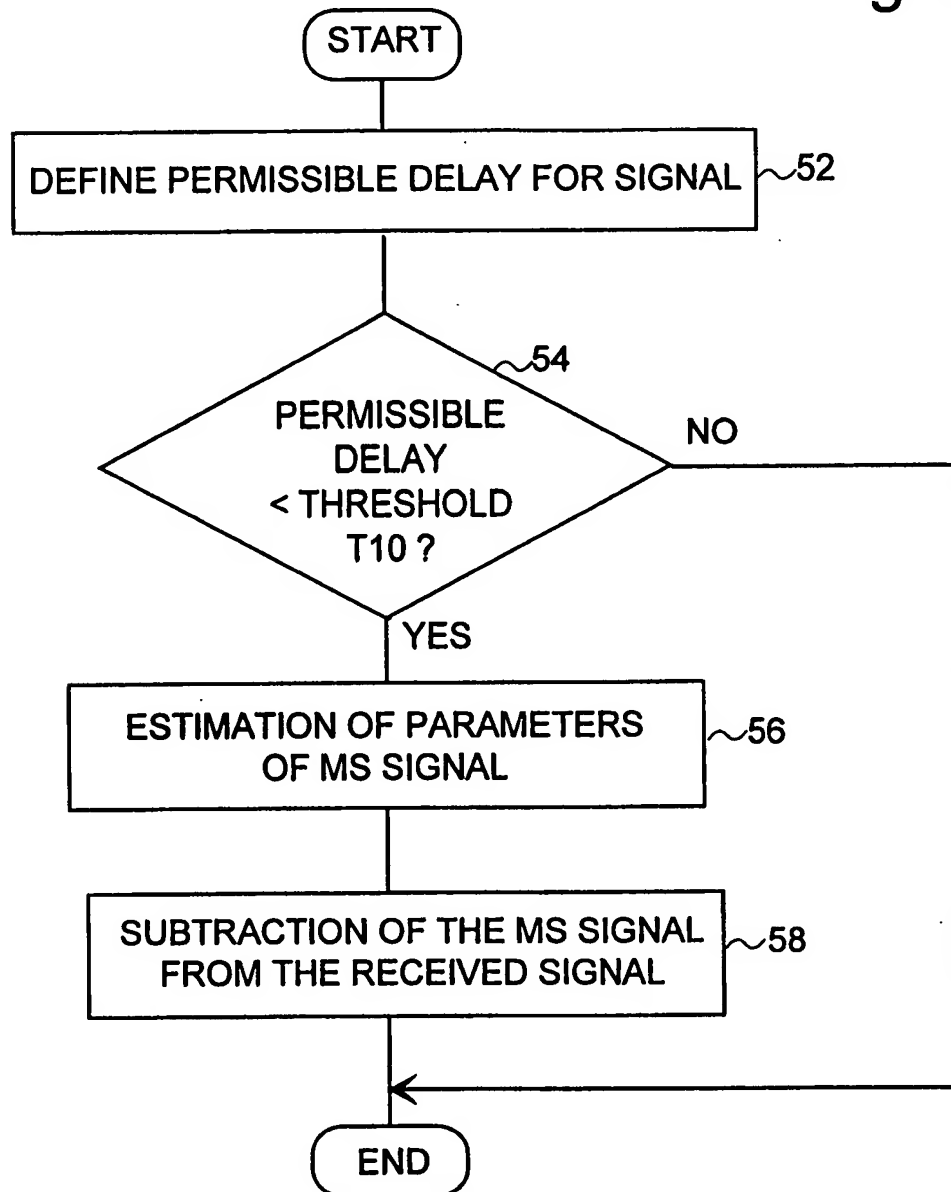 START
DEFINE PERMISSIBLE DELAY FOR SIGNAL
52
54
PERMISSIBLE
DELAY
< THRESHOLD
T10 ?
NO
YES
ESTIMATION OF PARAMETERS
OF MS SIGNAL
56
SUBTRACTION OF THE MS SIGNAL
FROM THE RECEIVED SIGNAL
58
END